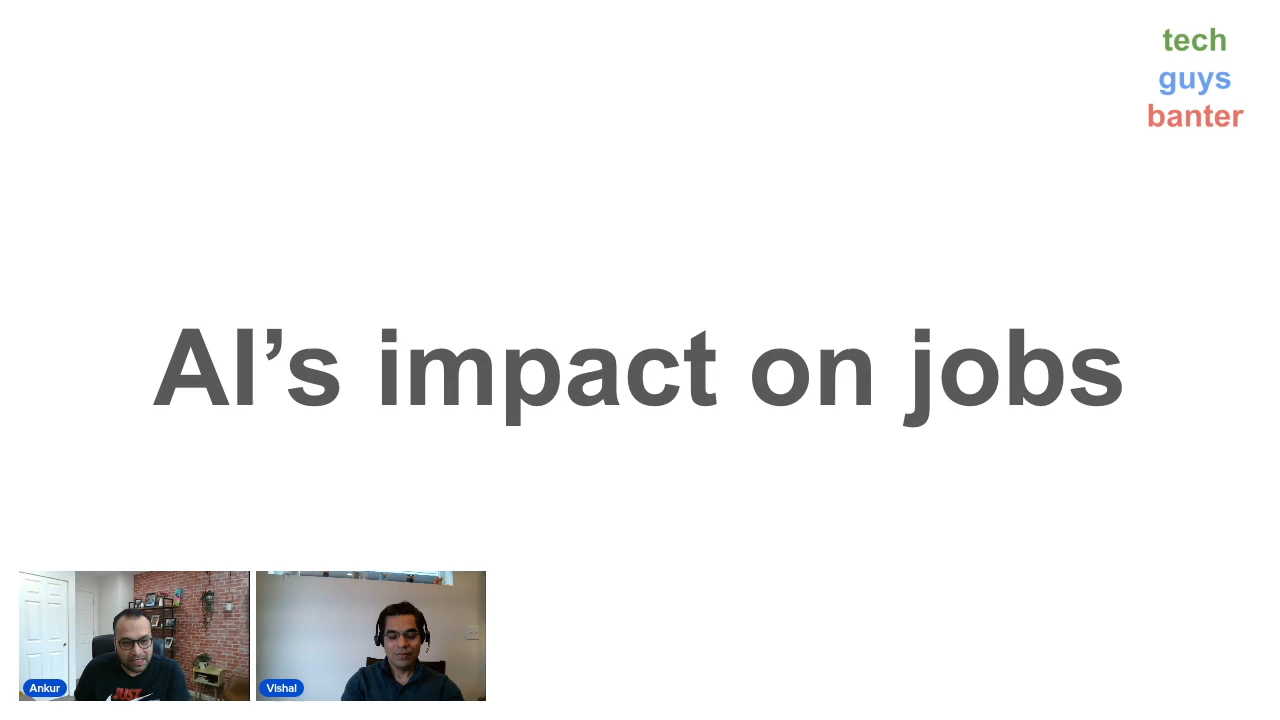 tech
guys
banter
AI’s impact on jobs
Ankur
Vishal
JUST